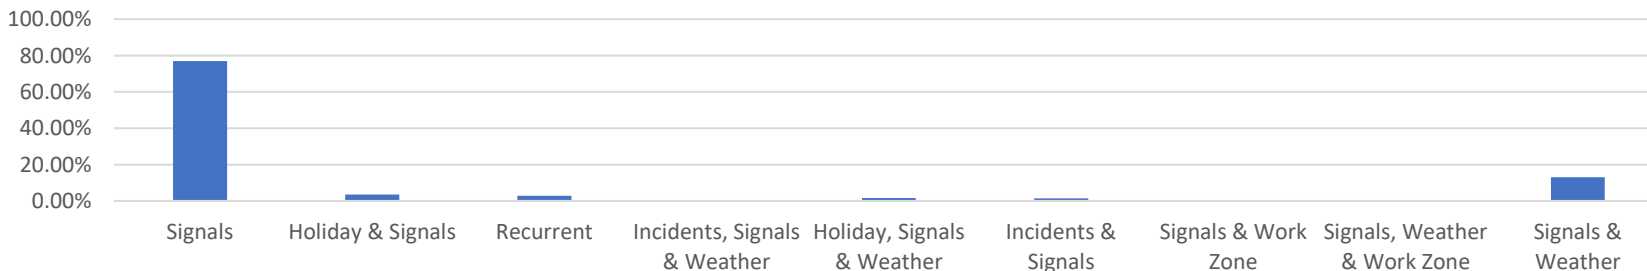 100.00%
80.00%
60.00%
40.00%
20.00%
0.00%
Signals
Holiday & Signals
Recurrent
Incidents, Signals
& Weather
Holiday, Signals
& Weather
Incidents &
Signals
Signals & Work
Zone
Signals, Weather
& Work Zone
Signals &
Weather